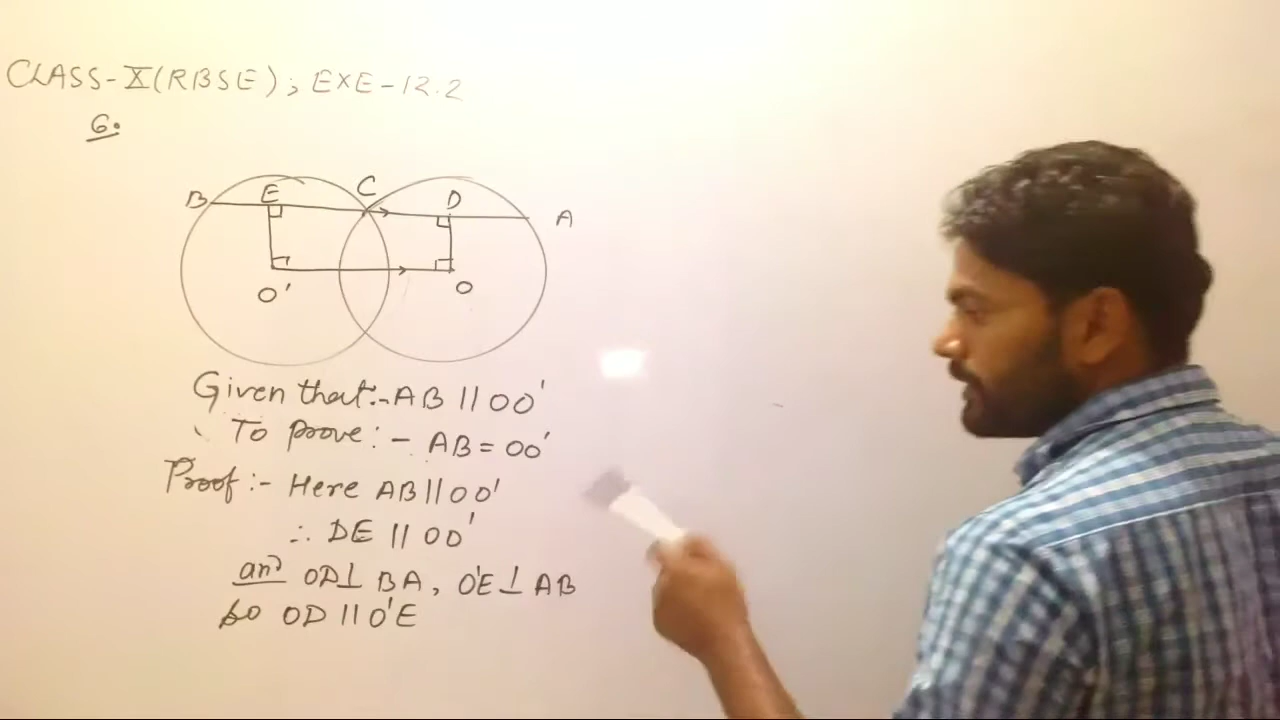 CLASS-X(RBSE); EXE-12.2
6.
B E C D A
O' O
Given that:- AB || OO'
To prove:- AB = OO'
Proof:- Here AB || OO'
∴ DE || OO'
and OD ⊥ BA, O'E ⊥ AB
so OD || O'E